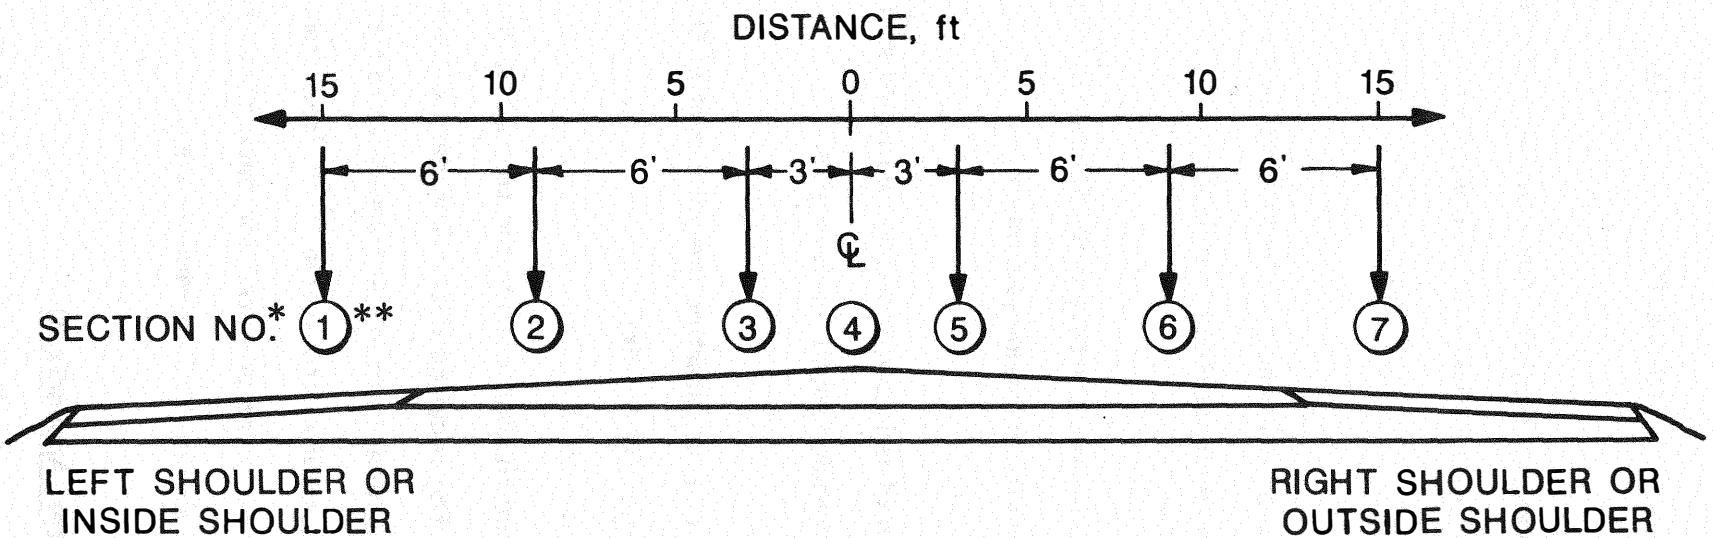 DISTANCE, ft
15 10 5 0 5 10 15
6' 6' 3' 3' 6' 6'
℄
SECTION NO.* 1** 2 3 4 5 6 7
LEFT SHOULDER OR
INSIDE SHOULDER
RIGHT SHOULDER OR
OUTSIDE SHOULDER